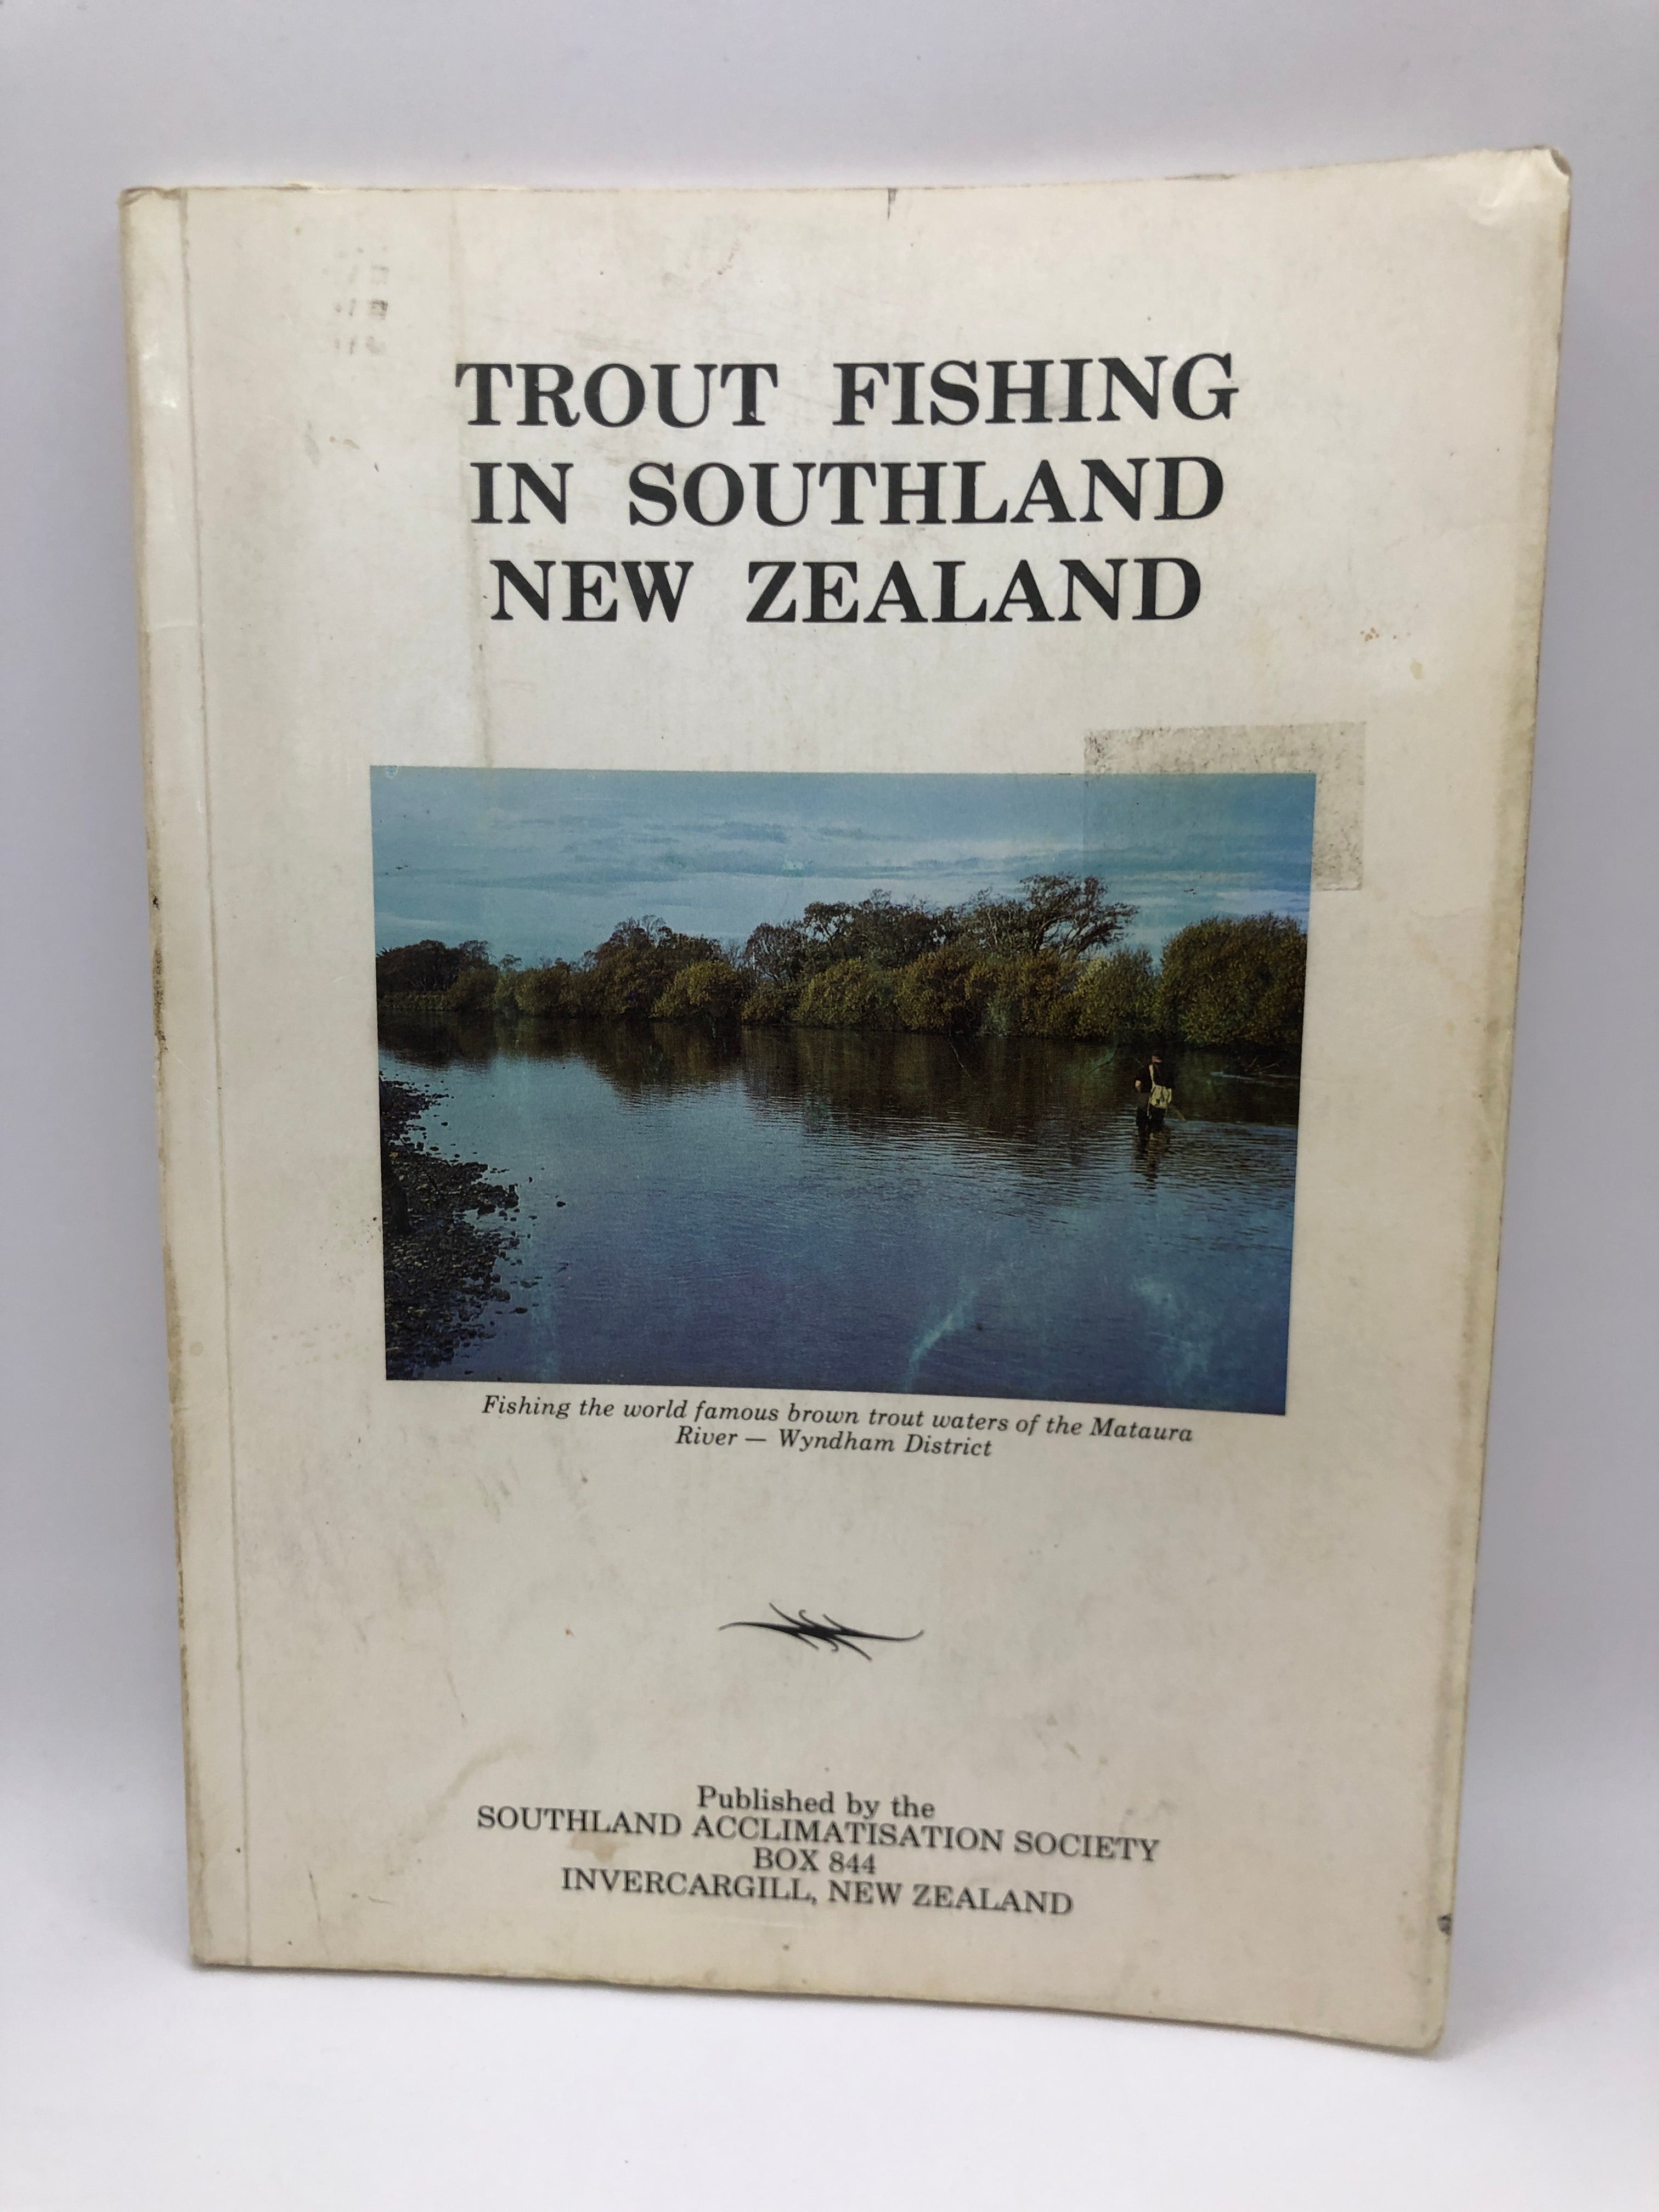 TROUT FISHING
IN SOUTHLAND
NEW ZEALAND
Fishing the world famous brown trout waters of the Mataura
River — Wyndham District
Published by the
SOUTHLAND ACCLIMATISATION SOCIETY
BOX 844
INVERCARGILL, NEW ZEALAND